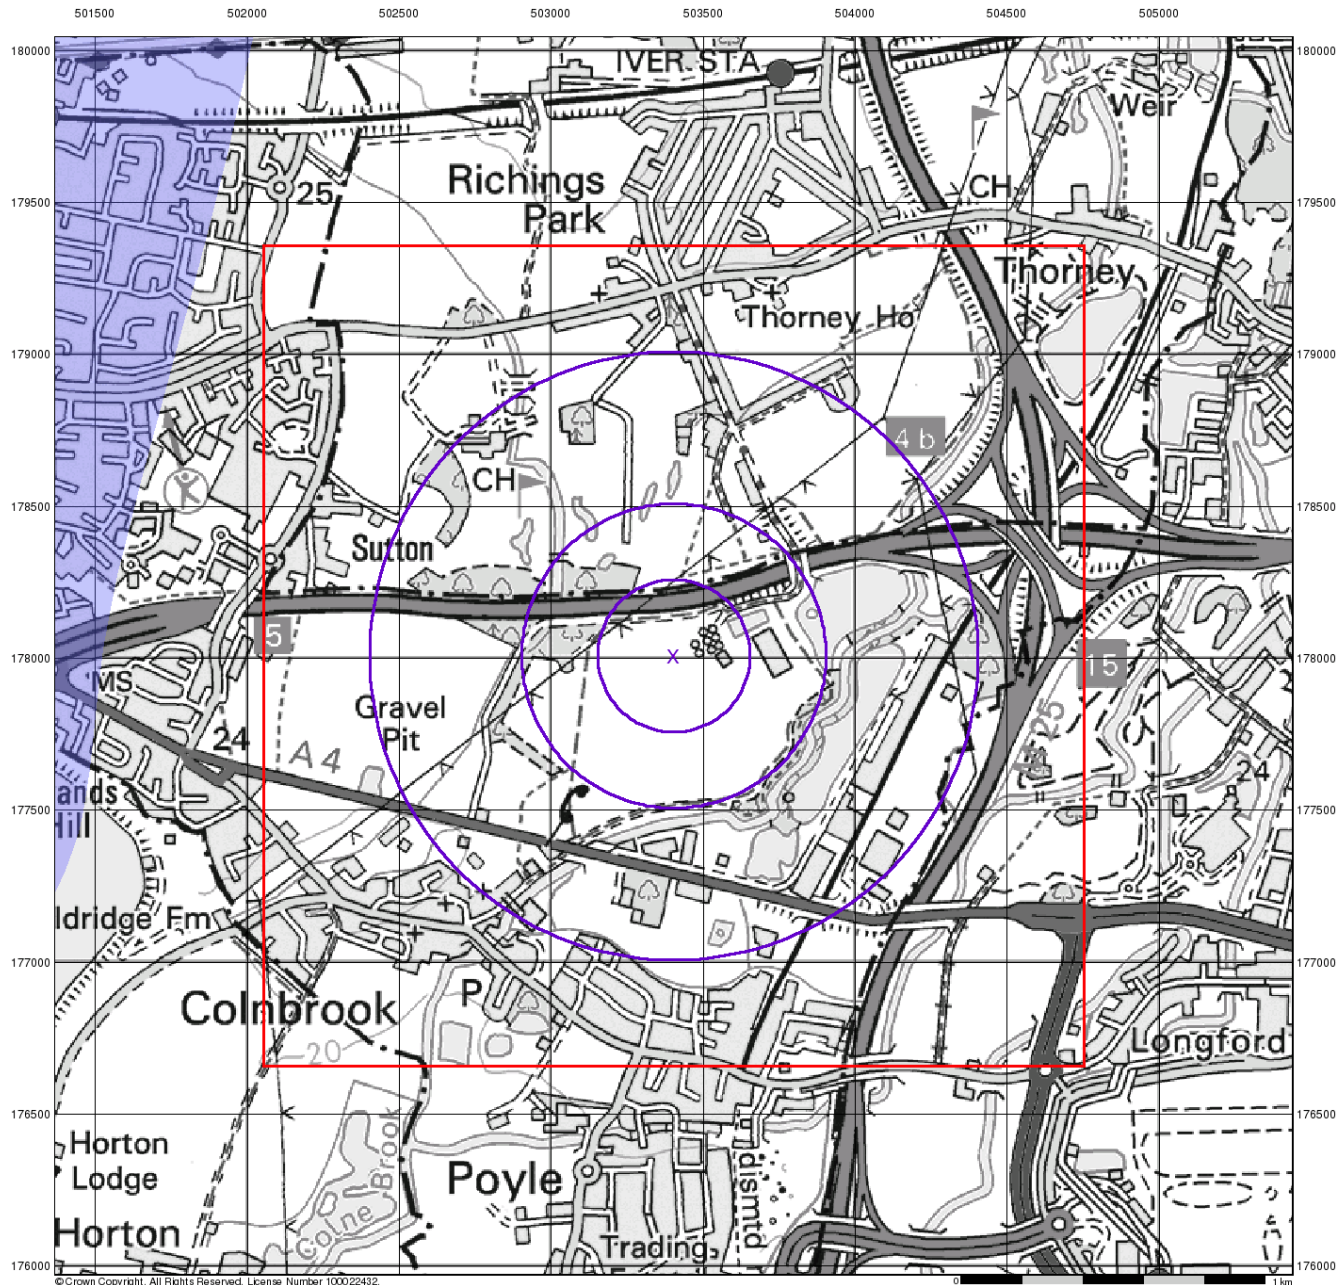 501500 502000 502500 503000 503500 504000 504500 505000
180000 180000
IVER STA
Weir
Richings
Park
25
CH
179500 179500
Thorney
Thorney Ho
179000 179000
4 b
CH
178500 178500
Sutton
5
178000 X 178000
15
MS
Gravel
Pit
24
A 4
M 25
24
ands
Hill
177500 177500
ldridge Fm
177000 177000
Colnbrook
P
20
Longford
176500 176500
Horton
Lodge
Colne Brook
Poyle
dismtd
Horton
Trading
176000 176000
© Crown Copyright. All Rights Reserved. License Number 100022432.
0 1 km